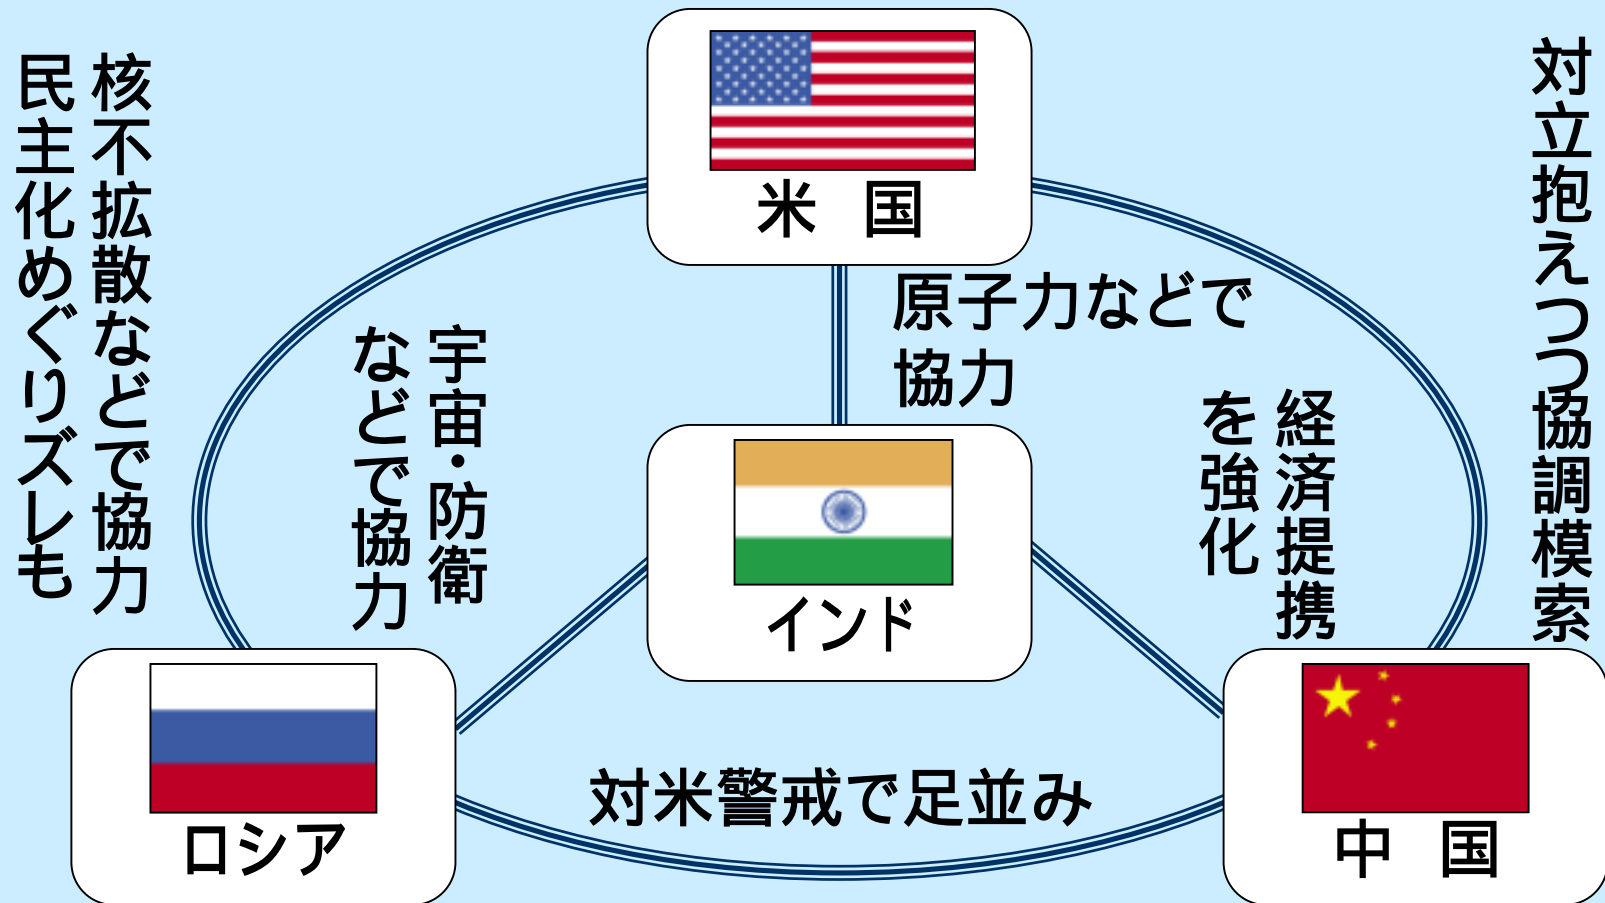 米　国
対立抱えつつ協調模索
核不拡散などで協力
民主化めぐりズレも
原子力などで
協力
宇宙・防衛
などで協力
経済提携
を強化
インド
対米警戒で足並み
ロシア
中　国